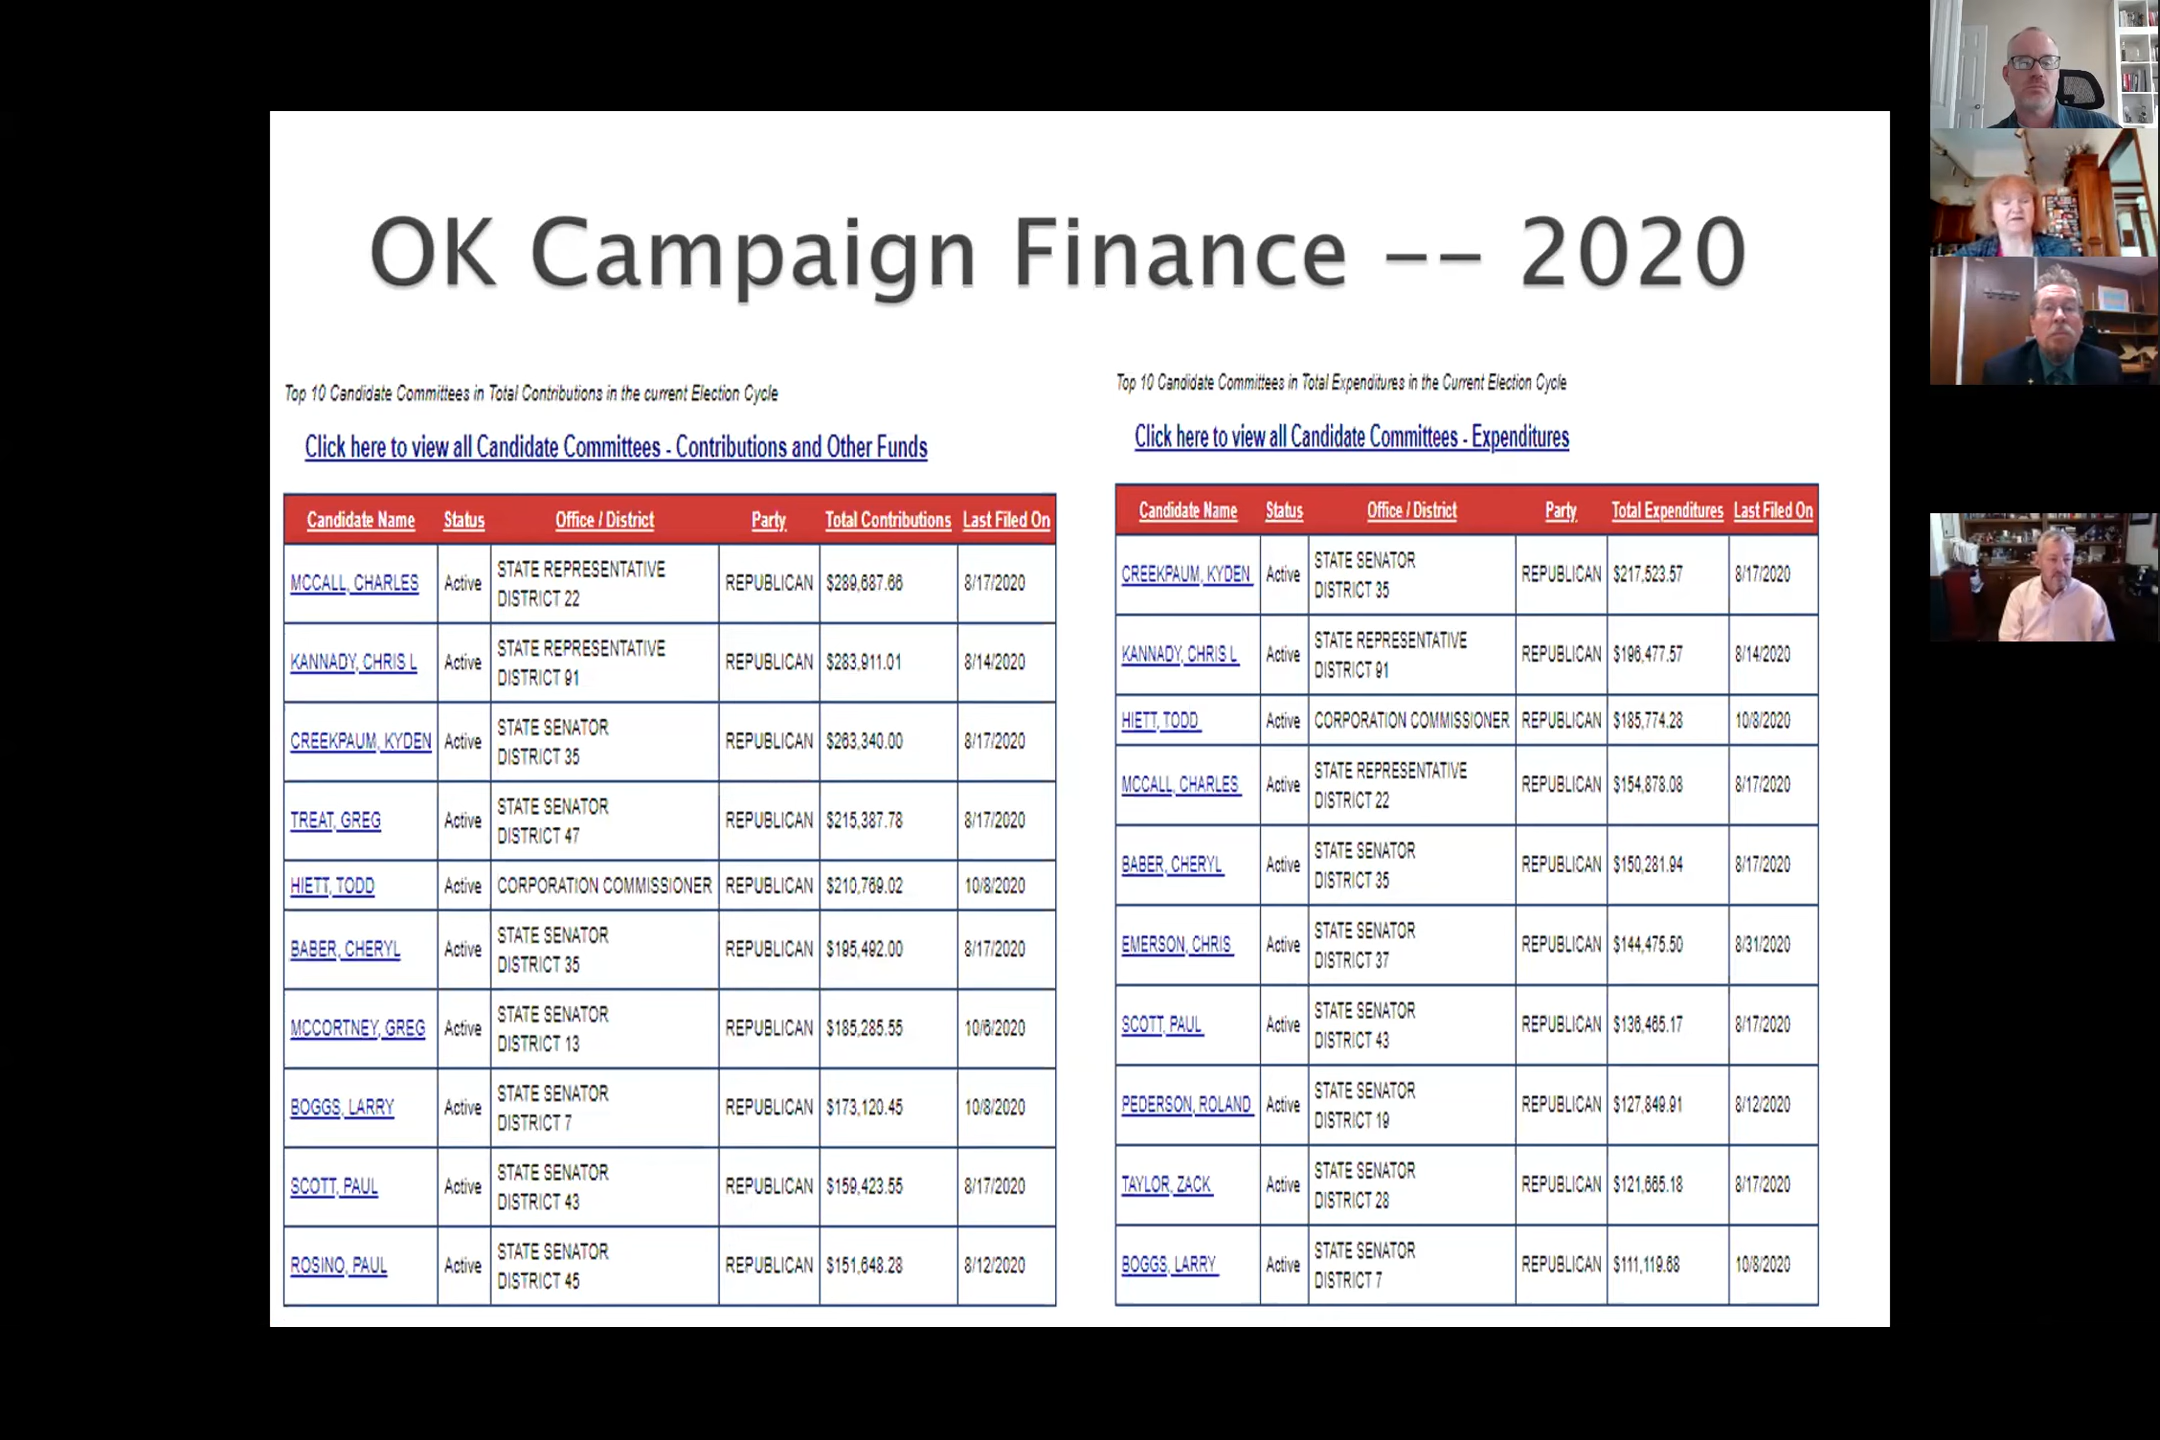 OK Campaign Finance -- 2020
Top 10 Candidate Committees in Total Contributions in the current Election Cycle
Click here to view all Candidate Committees - Contributions and Other Funds
Candidate Name Status Office / District Party Total Contributions Last Filed On
MCCALL, CHARLES Active STATE REPRESENTATIVE DISTRICT 22 REPUBLICAN $289,687.66 8/17/2020
KANNADY, CHRIS L Active STATE REPRESENTATIVE DISTRICT 91 REPUBLICAN $283,911.01 8/14/2020
CREEKPAUM, KYDEN Active STATE SENATOR DISTRICT 35 REPUBLICAN $263,340.00 8/17/2020
TREAT, GREG Active STATE SENATOR DISTRICT 47 REPUBLICAN $215,387.78 8/17/2020
HIETT, TODD Active CORPORATION COMMISSIONER REPUBLICAN $210,769.02 10/8/2020
BABER, CHERYL Active STATE SENATOR DISTRICT 35 REPUBLICAN $195,492.00 8/17/2020
MCCORTNEY, GREG Active STATE SENATOR DISTRICT 13 REPUBLICAN $185,285.55 10/6/2020
BOGGS, LARRY Active STATE SENATOR DISTRICT 7 REPUBLICAN $173,120.45 10/8/2020
SCOTT, PAUL Active STATE SENATOR DISTRICT 43 REPUBLICAN $159,423.55 8/17/2020
ROSINO, PAUL Active STATE SENATOR DISTRICT 45 REPUBLICAN $151,648.28 8/12/2020
Top 10 Candidate Committees in Total Expenditures in the Current Election Cycle
Click here to view all Candidate Committees - Expenditures
Candidate Name Status Office / District Party Total Expenditures Last Filed On
CREEKPAUM, KYDEN Active STATE SENATOR DISTRICT 35 REPUBLICAN $217,523.57 8/17/2020
KANNADY, CHRIS L Active STATE REPRESENTATIVE DISTRICT 91 REPUBLICAN $196,477.57 8/14/2020
HIETT, TODD Active CORPORATION COMMISSIONER REPUBLICAN $185,774.28 10/8/2020
MCCALL, CHARLES Active STATE REPRESENTATIVE DISTRICT 22 REPUBLICAN $154,878.08 8/17/2020
BABER, CHERYL Active STATE SENATOR DISTRICT 35 REPUBLICAN $150,281.94 8/17/2020
EMERSON, CHRIS Active STATE SENATOR DISTRICT 37 REPUBLICAN $144,475.50 8/31/2020
SCOTT, PAUL Active STATE SENATOR DISTRICT 43 REPUBLICAN $136,465.17 8/17/2020
PEDERSON, ROLAND Active STATE SENATOR DISTRICT 19 REPUBLICAN $127,849.91 8/12/2020
TAYLOR, ZACK Active STATE SENATOR DISTRICT 28 REPUBLICAN $121,665.18 8/17/2020
BOGGS, LARRY Active STATE SENATOR DISTRICT 7 REPUBLICAN $111,119.68 10/8/2020